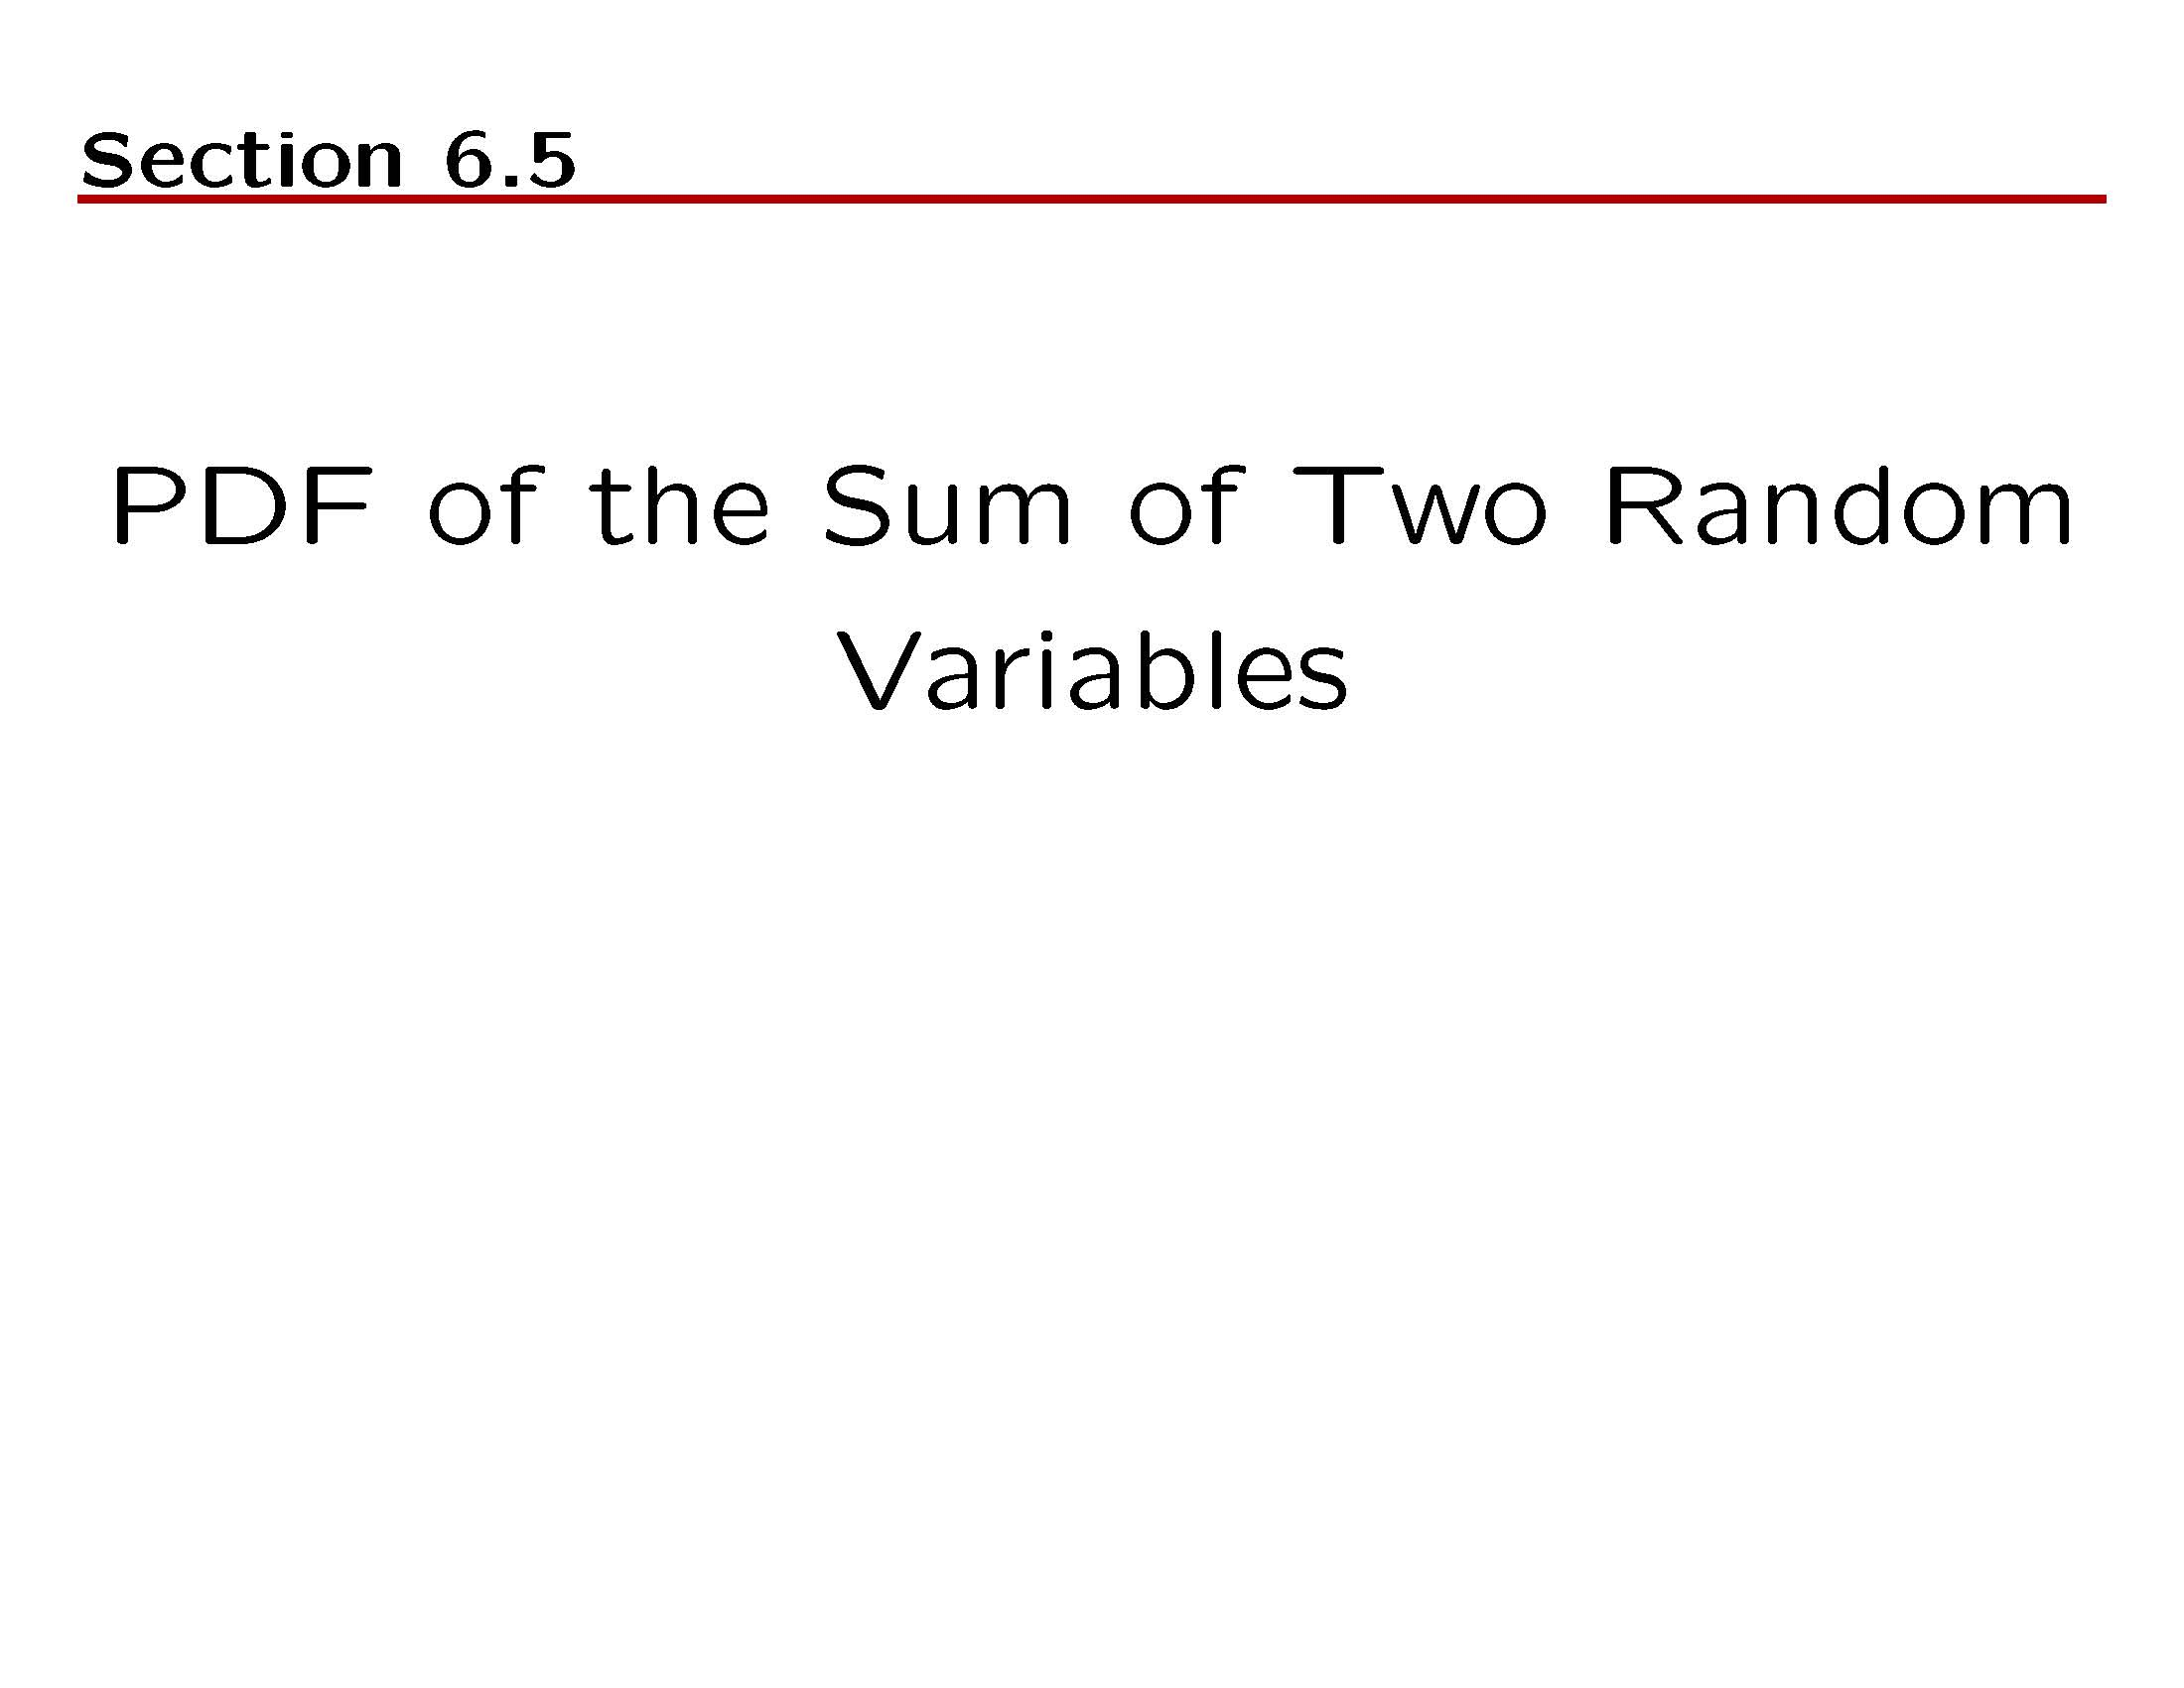 Section 6.5
PDF of the Sum of Two Random
Variables